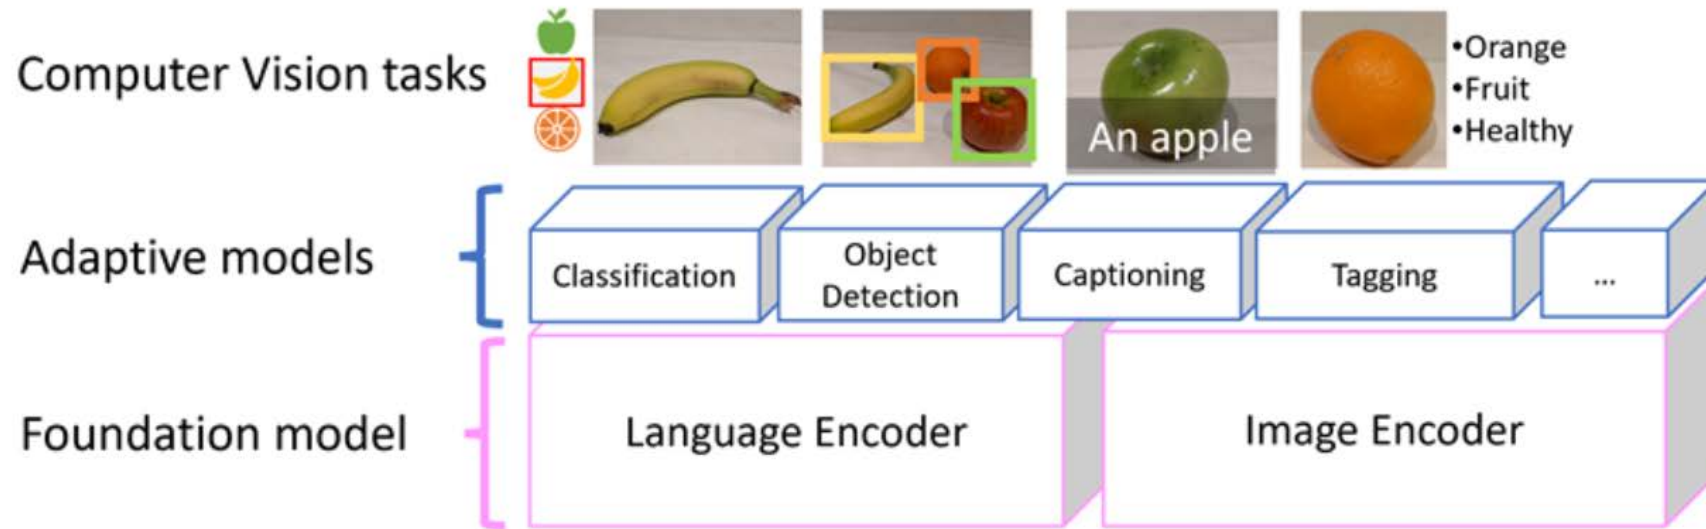 Computer Vision tasks
An apple
•Orange
•Fruit
•Healthy
Adaptive models
Classification
Object
Detection
Captioning
Tagging
...
Foundation model
Language Encoder
Image Encoder